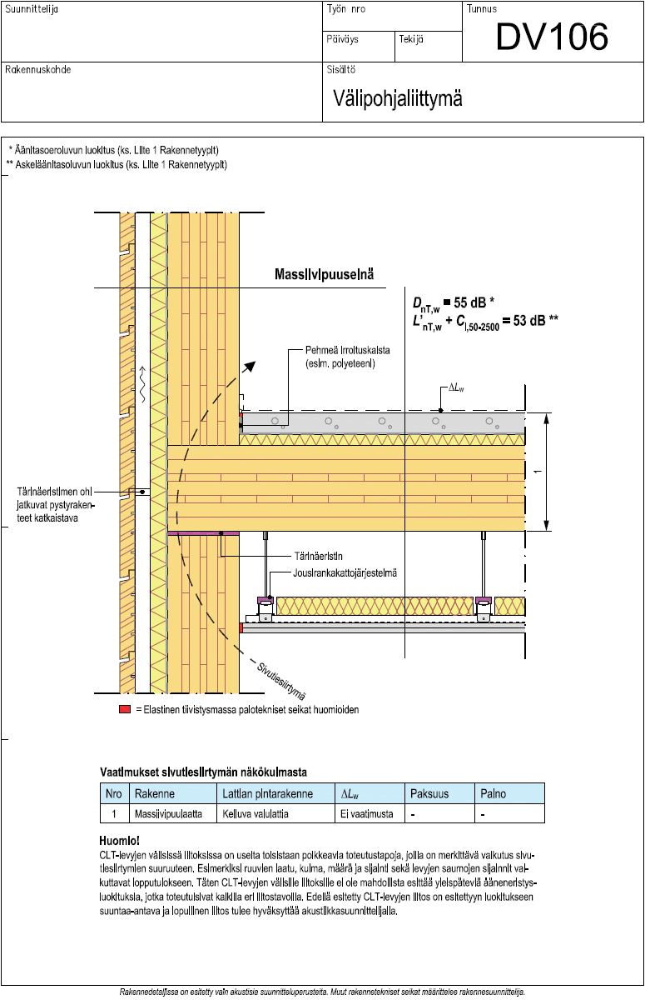 Suunnittelija
Työn nro
Tunnus
DV106
Päiväys
Tekijä
Rakennuskohde
Sisältö
Välipohjaliittymä
* Äänitasoeroluvun luokitus (ks. Liite 1 Rakennetyypit)
** Askeläänitasoluvun luokitus (ks. Liite 1 Rakennetyypit)
Massiivipuuseinä
DnT,w = 55 dB *
L'nT,w + CI,50-2500 = 53 dB **
Pehmeä irroituskaista
(esim. polyeteeni)
ΔLw
1
Tärinäeristimen ohi
jatkuvat pystyraken-
teet katkaistava
Tärinäeristin
Jousirankakattojärjestelmä
Sivutiesiirtymä
= Elastinen tiivistysmassa palotekniset seikat huomioiden
Vaatimukset sivutiesiirtymän näkökulmasta
Nro Rakenne Lattian pintarakenne ΔLw Paksuus Paino
1 Massiivipuulaatta Kelluva valulattia Ei vaatimusta - -
Huomio!
CLT-levyjen välisissä liitoksissa on useita toisistaan poikkeavia toteutustapoja, joilla on merkittävä vaikutus sivu-
tiesiirtymien suuruuteen. Esimerkiksi ruuvien laatu, kulma, määrä ja sijainti sekä levyjen saumojen sijainnit vai-
kuttavat lopputulokseen. Täten CLT-levyjen välisille liitoksille ei ole mahdollista esittää yleispäteviä ääneneristys-
luokituksia, jotka toteutuisivat kaikilla eri liitostavoilla. Edellä esitetty CLT-levyjen liitos on esitettyyn luokitukseen
suuntaa-antava ja lopullinen liitos tulee hyväksyttää akustiikkasuunnittelijalla.
Rakennedetaljissa on esitetty vain akustisia suunnitteluperusteita. Muut rakennetekniset seikat määrittelee rakennesuunnittelija.